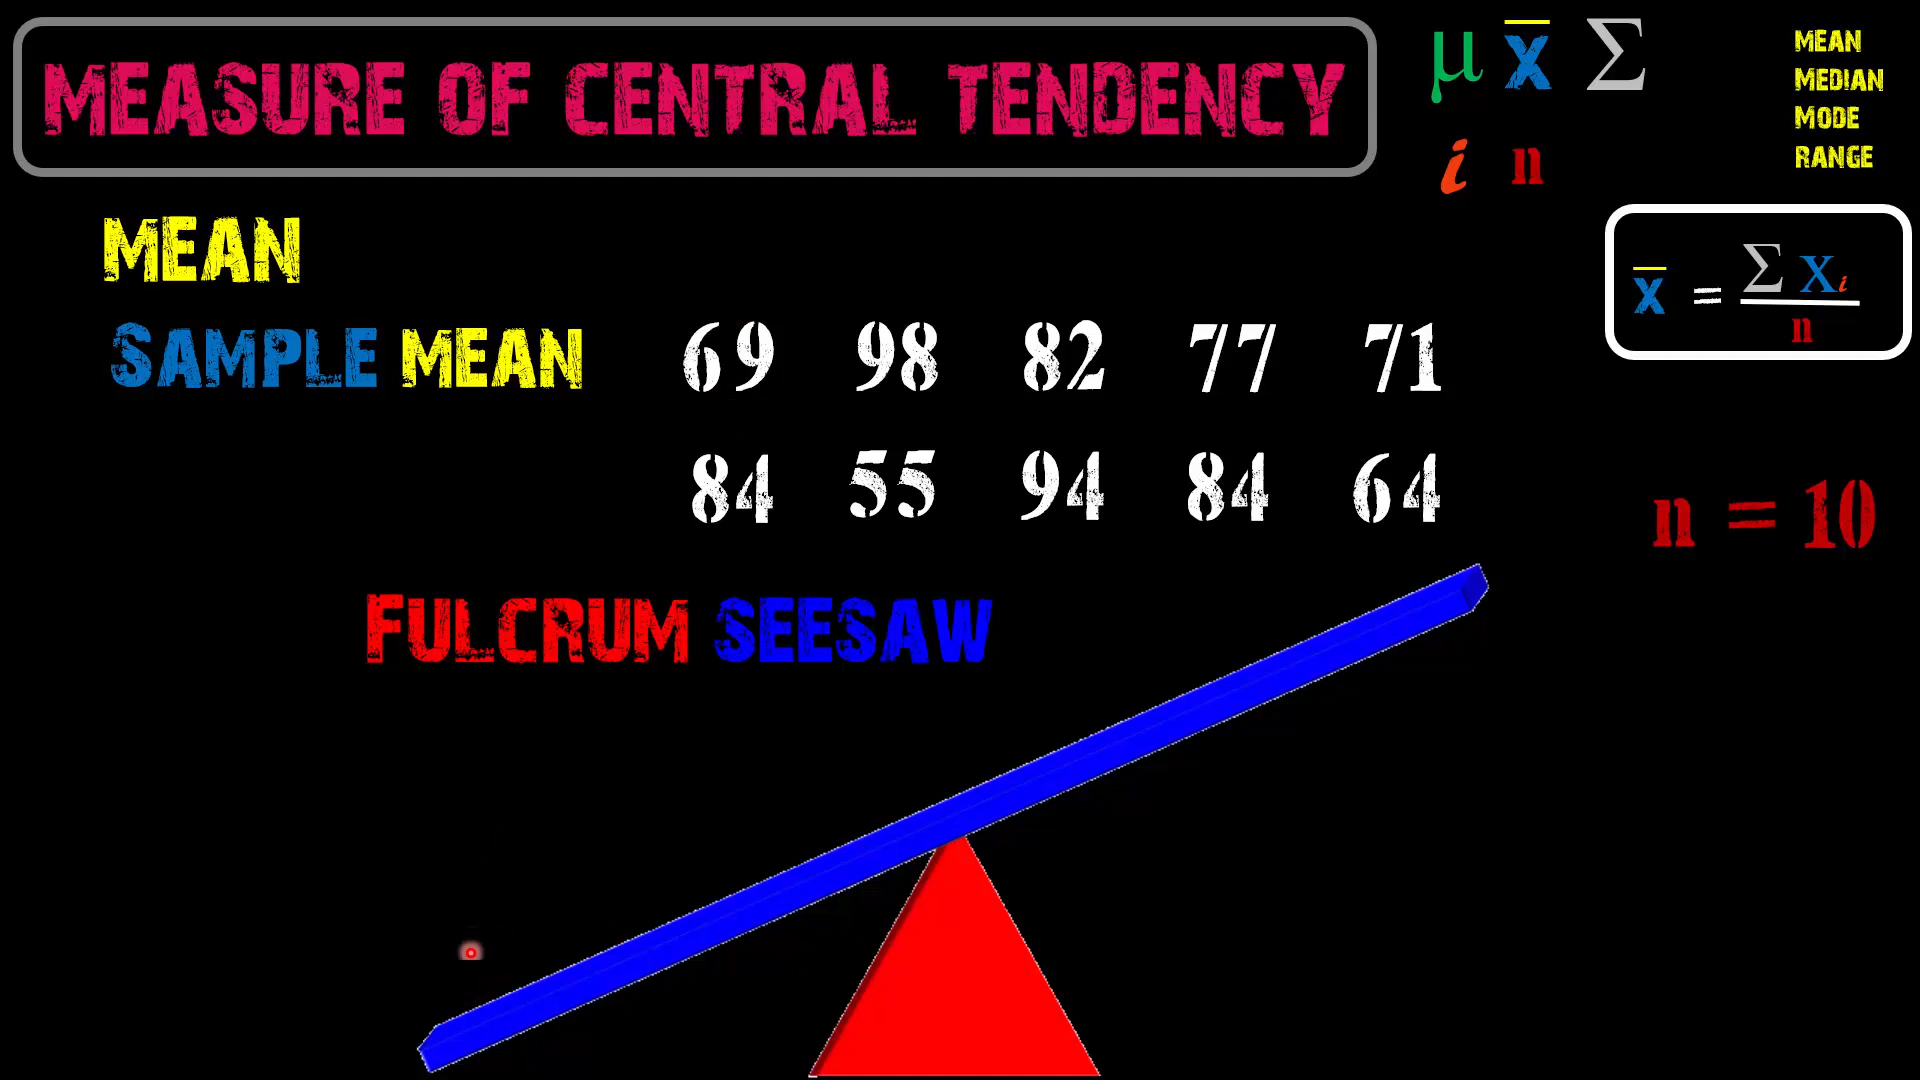 MEASURE OF CENTRAL TENDENCY
μ x̅ Σ
i n
MEAN
MEDIAN
MODE
RANGE
MEAN
x̅ = Σ Xi / n
SAMPLE MEAN
69 98 82 77 71
84 55 94 84 64
n = 10
FULCRUM SEESAW